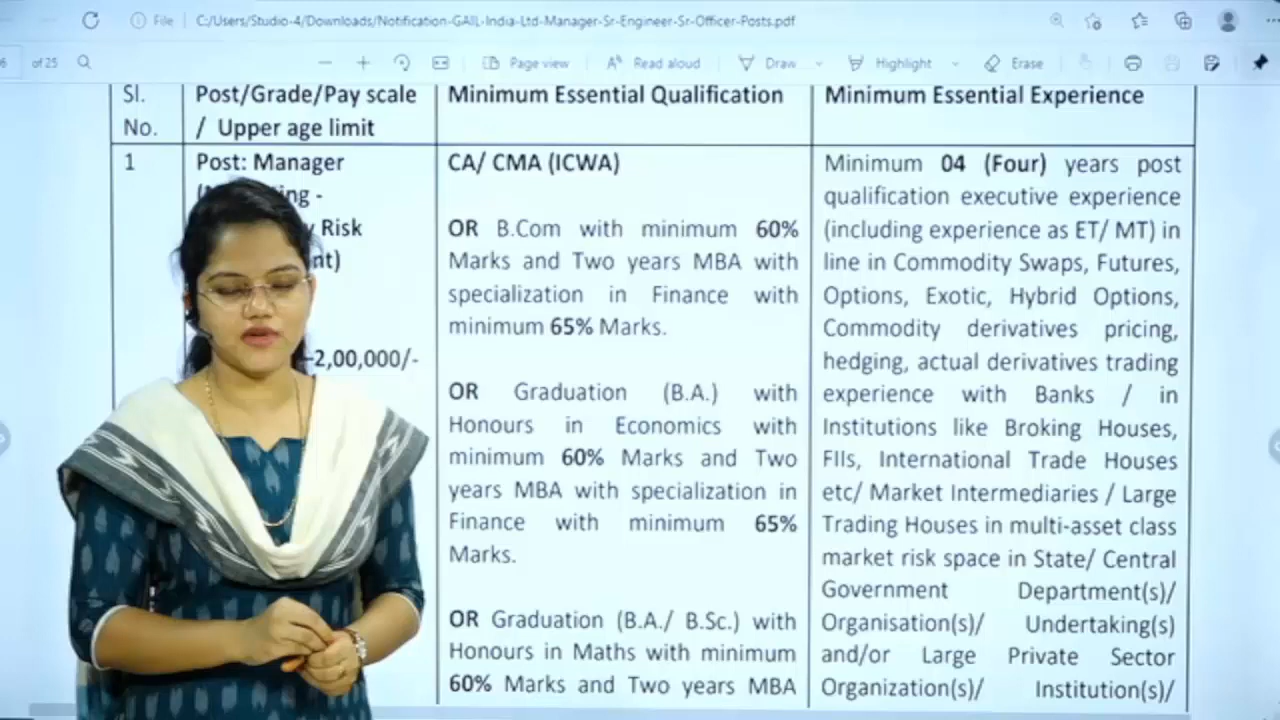 File C:/Users/Studio-4/Downloads/Notification-GAIL-India-Ltd-Manager-Sr-Engineer-Sr-Officer-Posts.pdf
6 of 25 Page view Read aloud Draw Highlight Erase
Sl.
No.
Post/Grade/Pay scale
/ Upper age limit
Minimum Essential Qualification
Minimum Essential Experience
1
Post: Manager
Risk
–2,00,000/-
CA/ CMA (ICWA)
OR B.Com with minimum 60%
Marks and Two years MBA with
specialization in Finance with
minimum 65% Marks.
OR Graduation (B.A.) with
Honours in Economics with
minimum 60% Marks and Two
years MBA with specialization in
Finance with minimum 65%
Marks.
OR Graduation (B.A./ B.Sc.) with
Honours in Maths with minimum
60% Marks and Two years MBA
Minimum 04 (Four) years post
qualification executive experience
(including experience as ET/ MT) in
line in Commodity Swaps, Futures,
Options, Exotic, Hybrid Options,
Commodity derivatives pricing,
hedging, actual derivatives trading
experience with Banks / in
Institutions like Broking Houses,
FIIs, International Trade Houses
etc/ Market Intermediaries / Large
Trading Houses in multi-asset class
market risk space in State/ Central
Government Department(s)/
Organisation(s)/ Undertaking(s)
and/or Large Private Sector
Organization(s)/ Institution(s)/